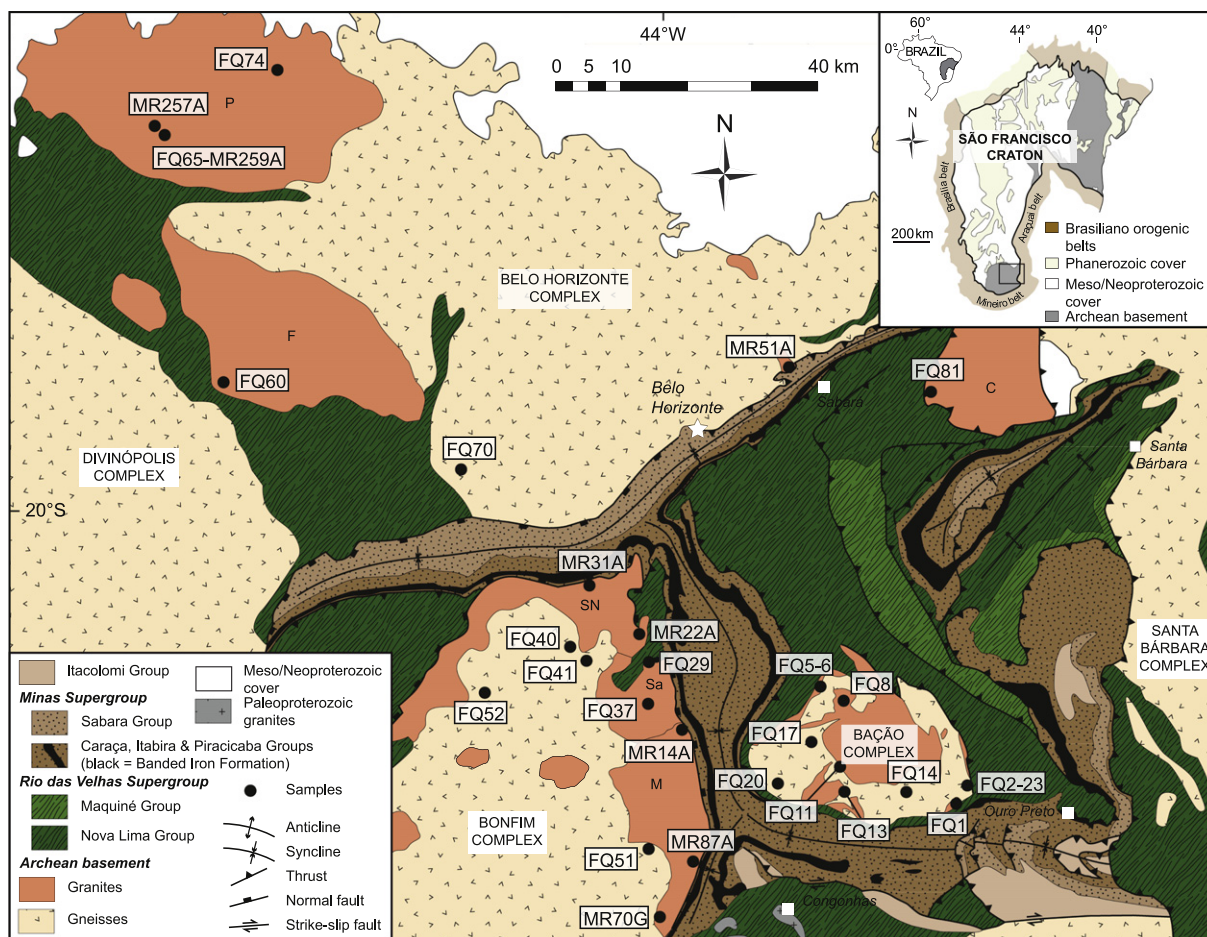 44°W
0 5 10 20 40 km
N
FQ74
P
MR257A
FQ65-MR259A
BELO HORIZONTE
COMPLEX
F
FQ60
MR51A
Belo
Horizonte
Sabará
FQ81
C
FQ70
DIVINÓPOLIS
COMPLEX
Santa
Bárbara
20°S
MR31A
SN
MR22A
FQ40
FQ29
FQ41
Sa
FQ5-6
FQ8
SANTA
BÁRBARA
COMPLEX
FQ52
FQ37
FQ17
BAÇÃO
COMPLEX
MR14A
M
FQ20
FQ14
FQ2-23
FQ11
FQ13
FQ1
Ouro Preto
BONFIM
COMPLEX
FQ51
MR87A
MR70G
Congonhas
60°
0°
BRAZIL
44°
40°
N
SÃO FRANCISCO
CRATON
Brasilia belt
Araçuai belt
Mineiro belt
200km
Brasiliano orogenic
belts
Phanerozoic cover
Meso/Neoproterozoic
cover
Archean basement
Itacolomi Group
Meso/Neoproterozoic
cover
Minas Supergroup
Sabara Group
Paleoproterozoic
granites
Caraça, Itabira & Piracicaba Groups
(black = Banded Iron Formation)
Rio das Velhas Supergroup
Maquiné Group
Nova Lima Group
Archean basement
Granites
Gneisses
Samples
Anticline
Syncline
Thrust
Normal fault
Strike-slip fault